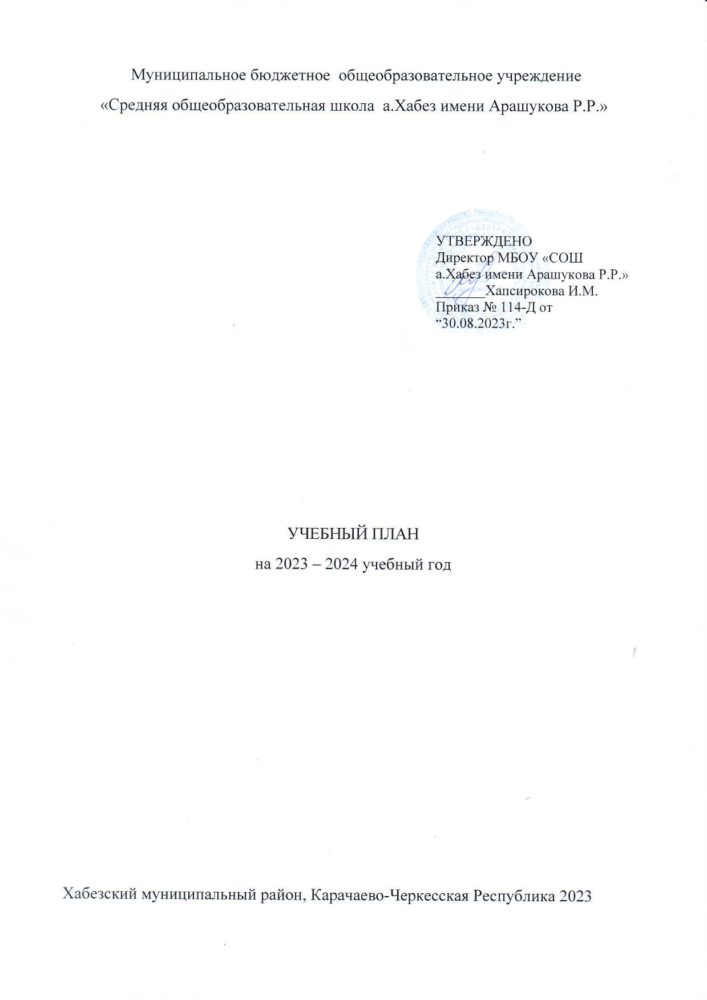 Муниципальное бюджетное общеобразовательное учреждение
«Средняя общеобразовательная школа а.Хабез имени Арашукова Р.Р.»
УТВЕРЖДЕНО
Директор МБОУ «СОШ
а.Хабез имени Арашукова Р.Р.»
_______Хапсирокова И.М.
Приказ № 114-Д от
“30.08.2023г.”
УЧЕБНЫЙ ПЛАН
на 2023 – 2024 учебный год
Хабезский муниципальный район, Карачаево-Черкесская Республика 2023